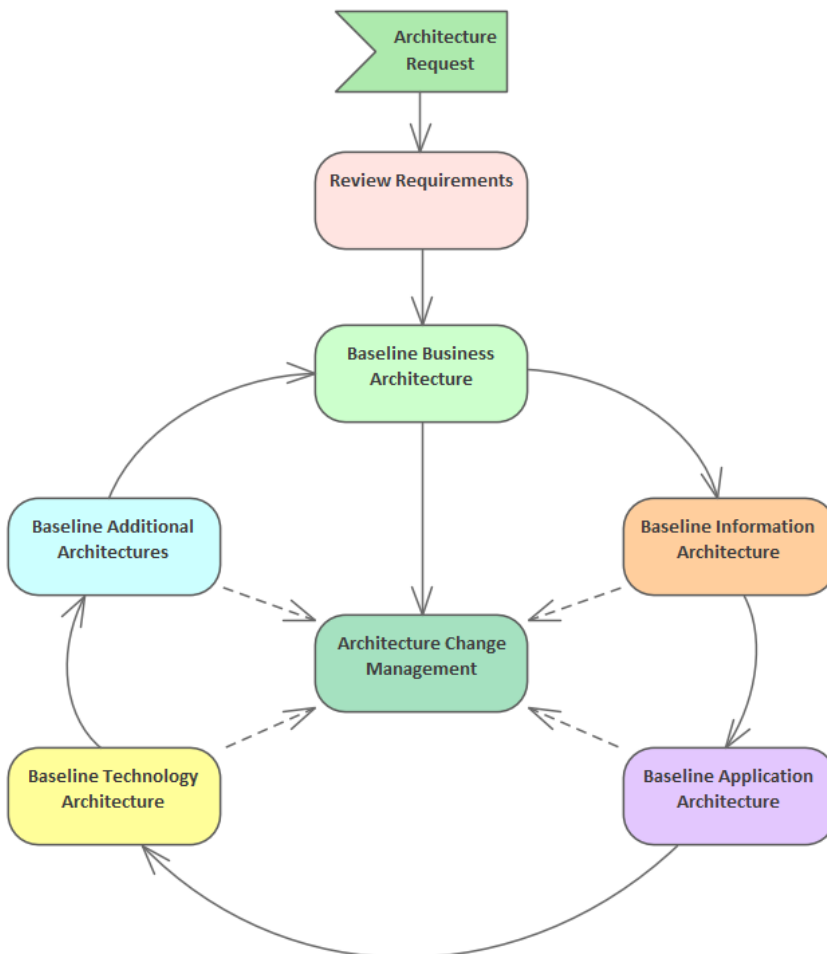 Architecture
Request
Review Requirements
Baseline Business
Architecture
Baseline Additional
Architectures
Baseline Information
Architecture
Architecture Change
Management
Baseline Technology
Architecture
Baseline Application
Architecture